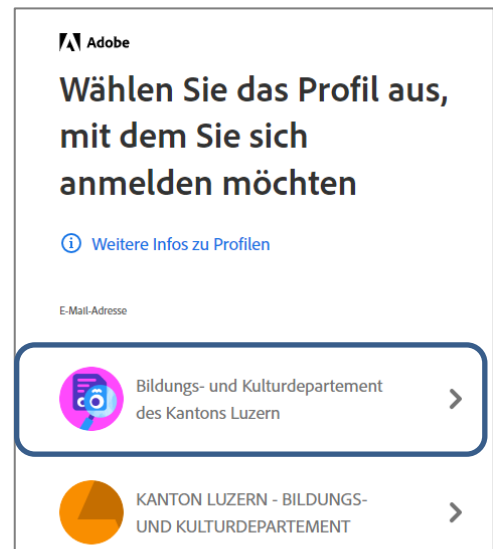 Adobe
Wählen Sie das Profil aus,
mit dem Sie sich
anmelden möchten
Weitere Infos zu Profilen
E-Mail-Adresse
Bildungs- und Kulturdepartement
des Kantons Luzern
KANTON LUZERN - BILDUNGS-
UND KULTURDEPARTEMENT